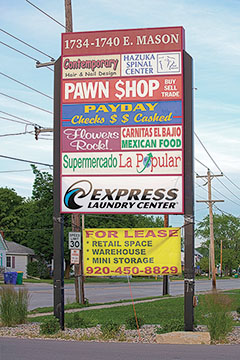 1734-1740 E. MASON
Contemporary
Hair & Nail Design
HAZUKA
SPINAL
CENTER
PAWN $HOP
BUY
SELL
TRADE
PAYDAY
Checks $ $ Cashed
Flowers
Rock!
CARNITAS EL BAJIO
MEXICAN FOOD
Supermercado La Popular
EXPRESS
LAUNDRY CENTER
FOR LEASE
* RETAIL SPACE
* WAREHOUSE
* MINI STORAGE
920-450-8829
SPEED
LIMIT
30